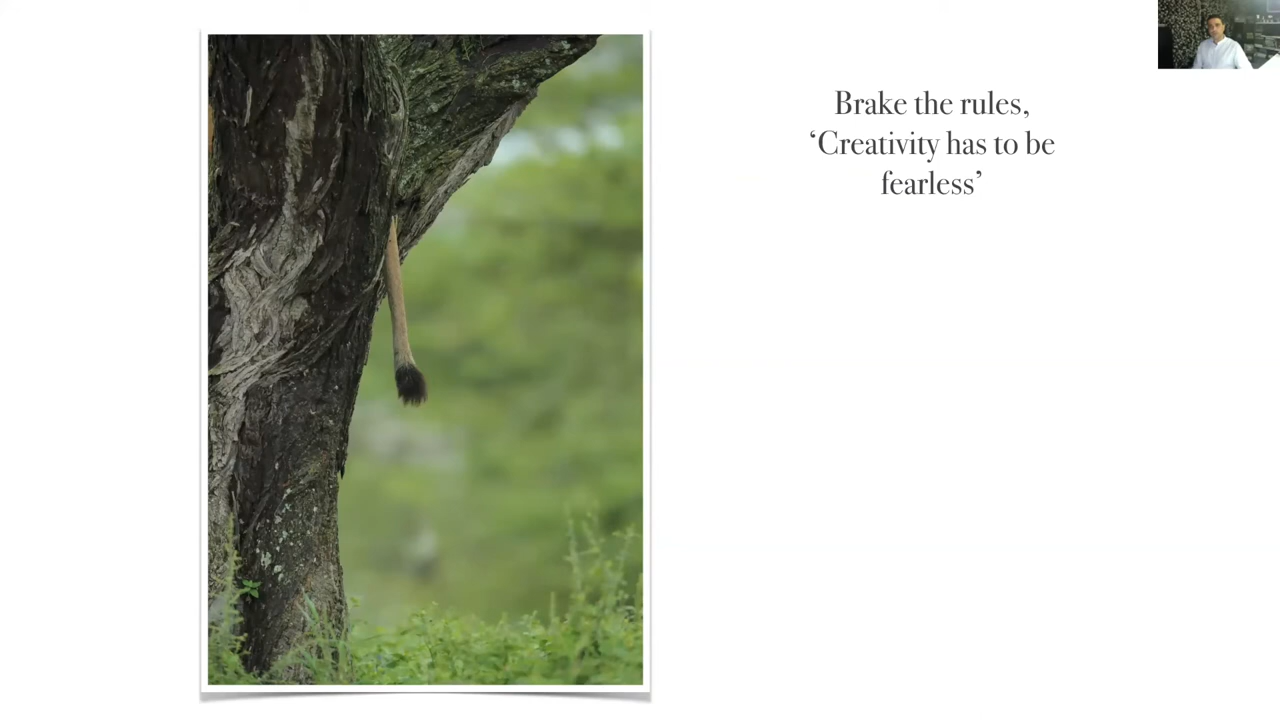 Brake the rules,
‘Creativity has to be
fearless’